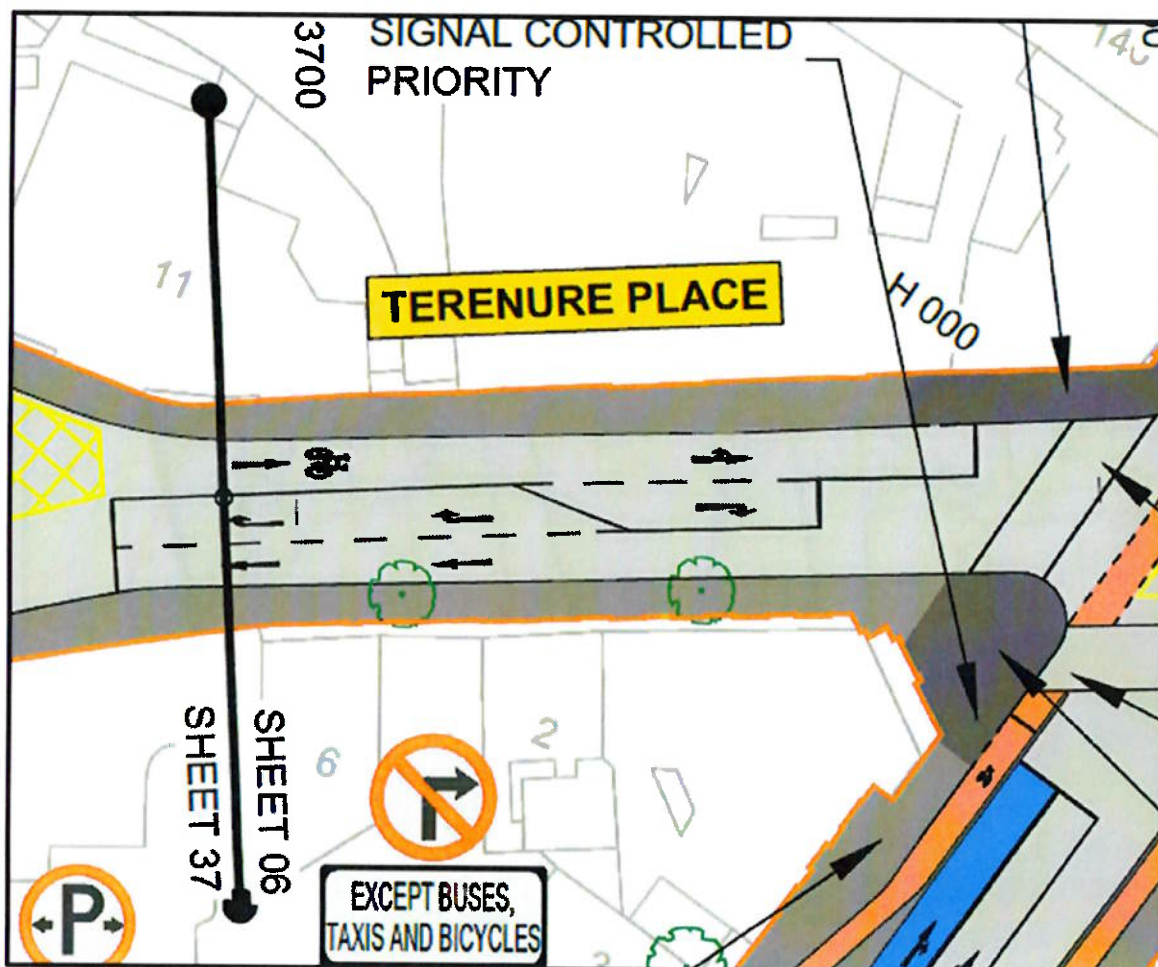 SIGNAL CONTROLLED
PRIORITY
3700
11
TERENURE PLACE
H 000
SHEET 06
SHEET 37
6
2
P
EXCEPT BUSES,
TAXIS AND BICYCLES